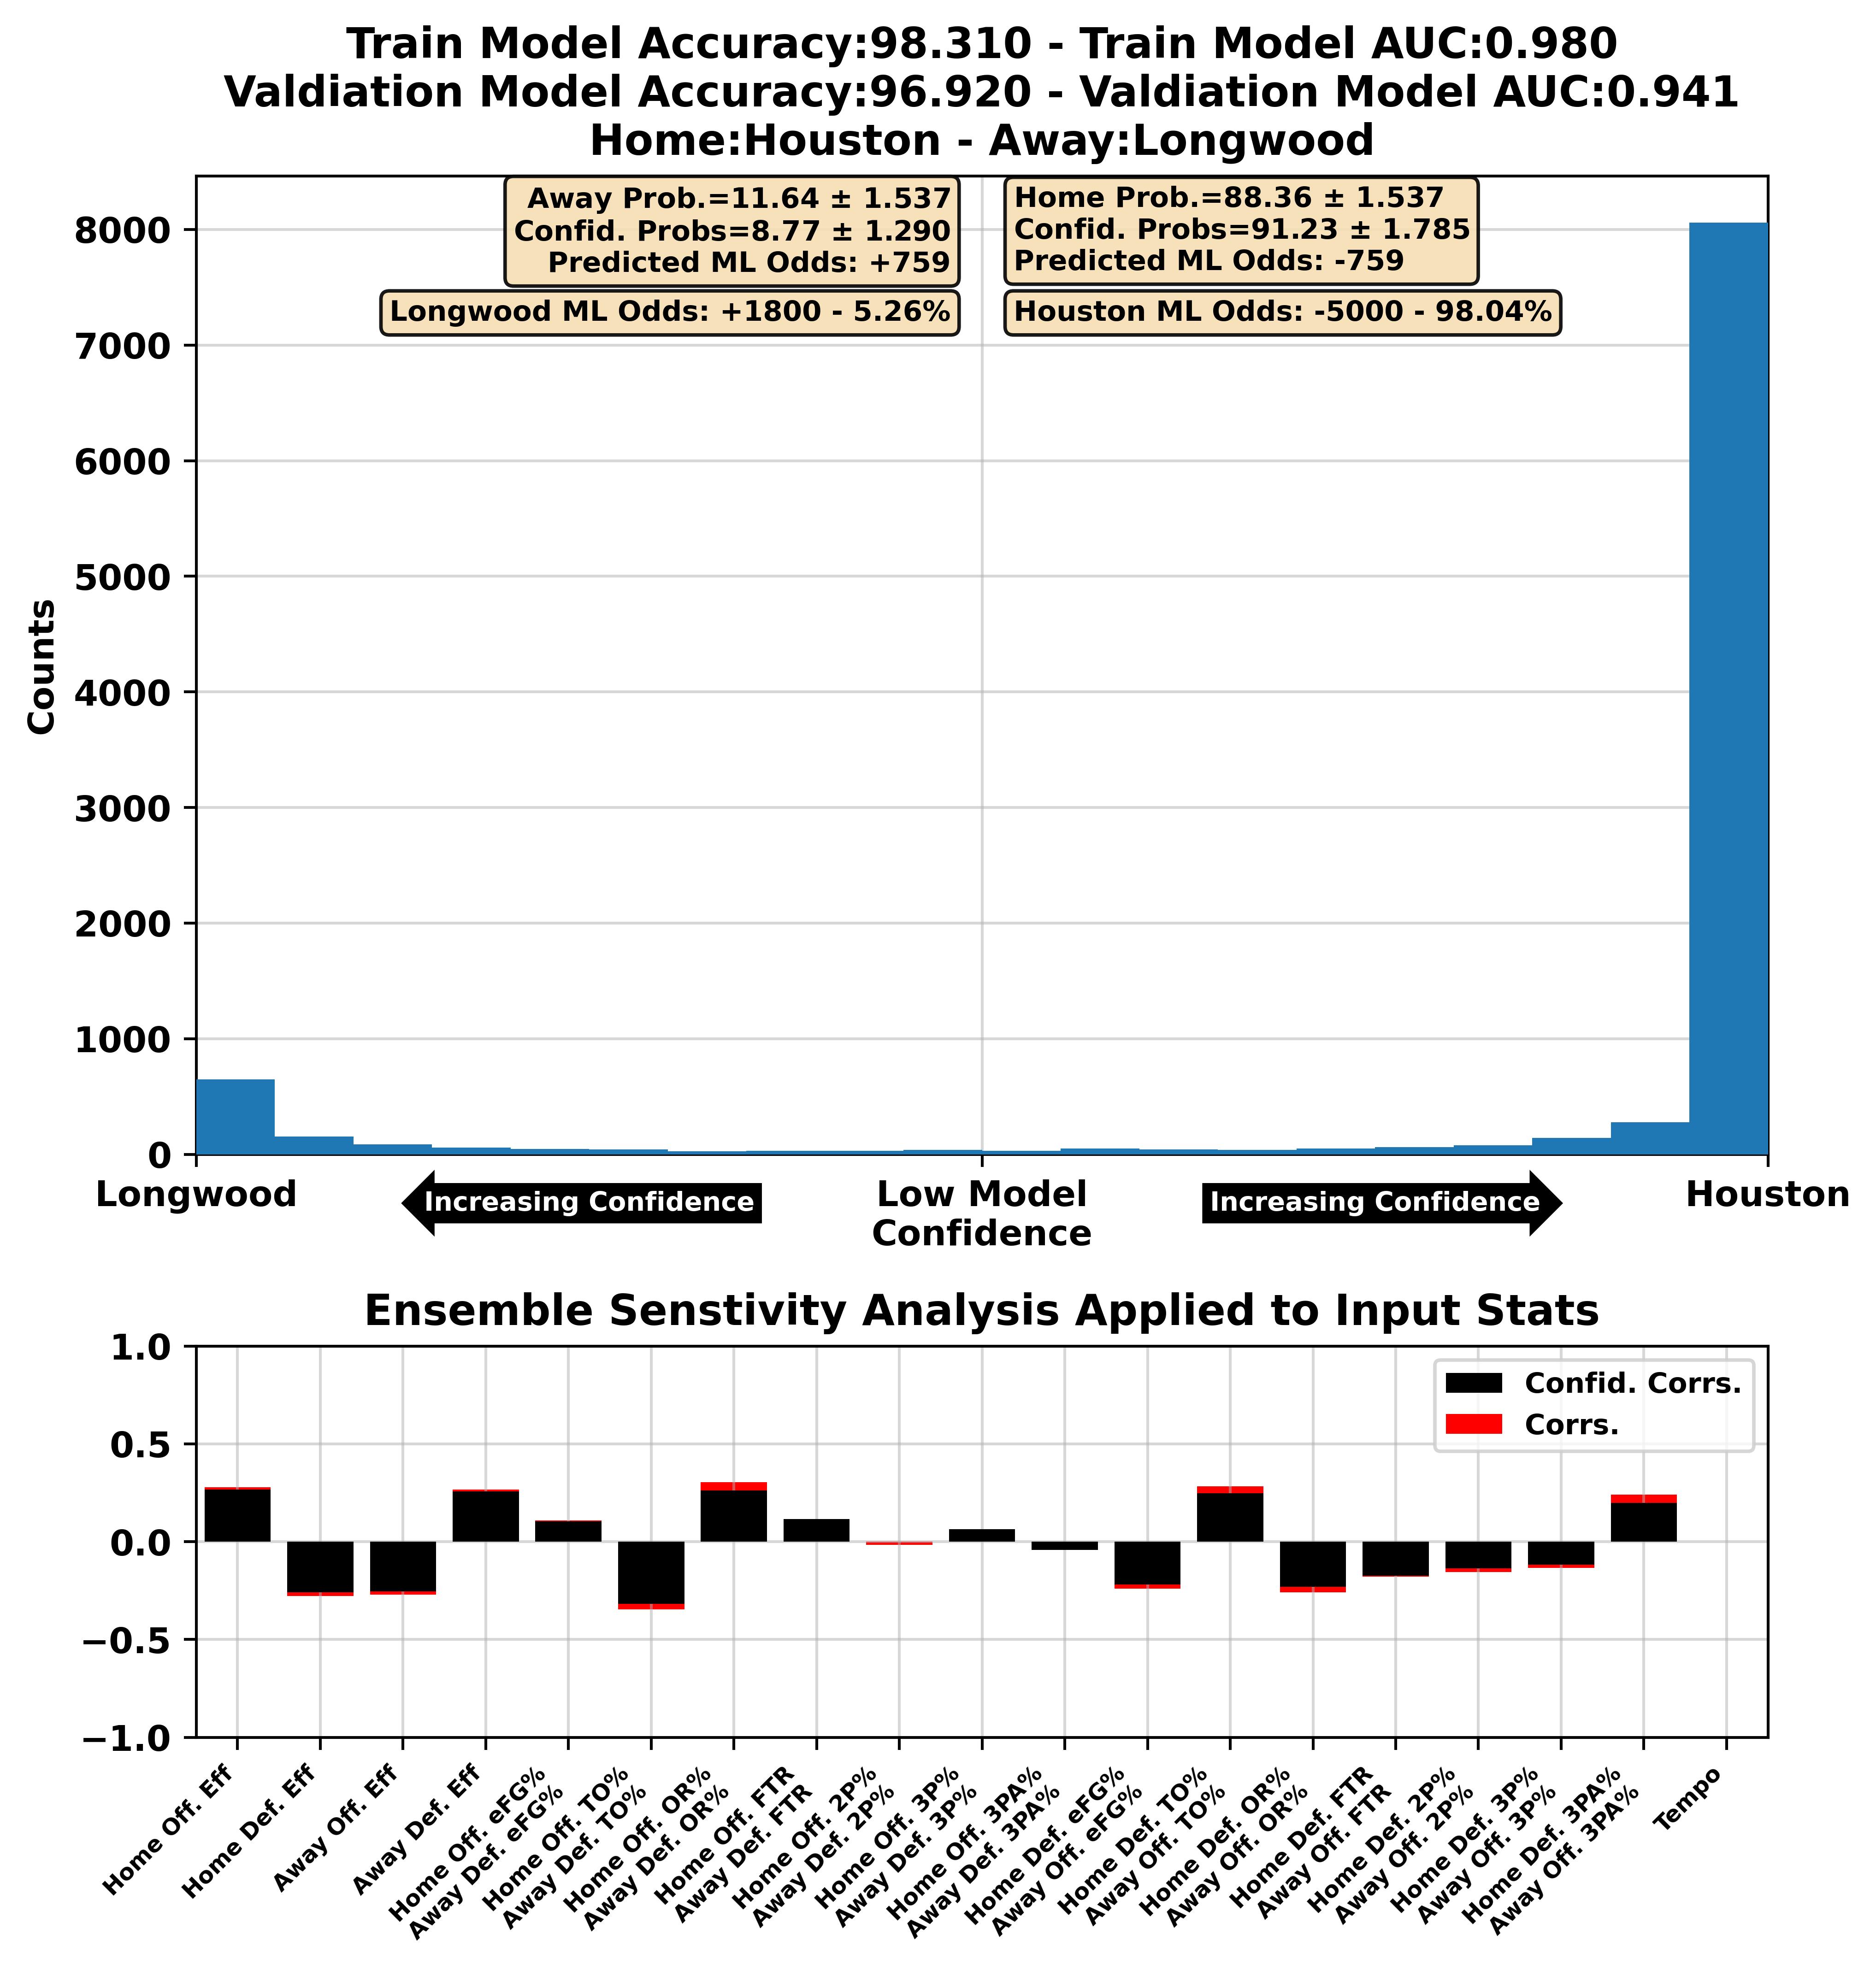 Train Model Accuracy:98.310 - Train Model AUC:0.980
Valdiation Model Accuracy:96.920 - Valdiation Model AUC:0.941
Home:Houston - Away:Longwood
Away Prob.=11.64 ± 1.537
Confid. Probs=8.77 ± 1.290
Predicted ML Odds: +759
Longwood ML Odds: +1800 - 5.26%
Home Prob.=88.36 ± 1.537
Confid. Probs=91.23 ± 1.785
Predicted ML Odds: -759
Houston ML Odds: -5000 - 98.04%
Counts
8000
7000
6000
5000
4000
3000
2000
1000
0
Longwood
Increasing Confidence
Low Model
Confidence
Increasing Confidence
Houston
Ensemble Senstivity Analysis Applied to Input Stats
1.0
0.5
0.0
−0.5
−1.0
Confid. Corrs.
Corrs.
Home Off. Eff
Home Def. Eff
Away Off. Eff
Away Def. Eff
Home Off. eFG%
Away Def. eFG%
Home Off. TO%
Away Def. TO%
Home Off. OR%
Away Def. OR%
Home Off. FTR
Away Def. FTR
Home Off. 2P%
Away Def. 2P%
Home Off. 3P%
Away Def. 3P%
Home Off. 3PA%
Away Def. 3PA%
Home Def. eFG%
Away Off. eFG%
Home Def. TO%
Away Off. TO%
Home Def. OR%
Away Off. OR%
Home Def. FTR
Away Off. FTR
Home Def. 2P%
Away Off. 2P%
Home Def. 3P%
Away Off. 3P%
Home Def. 3PA%
Away Off. 3PA%
Tempo